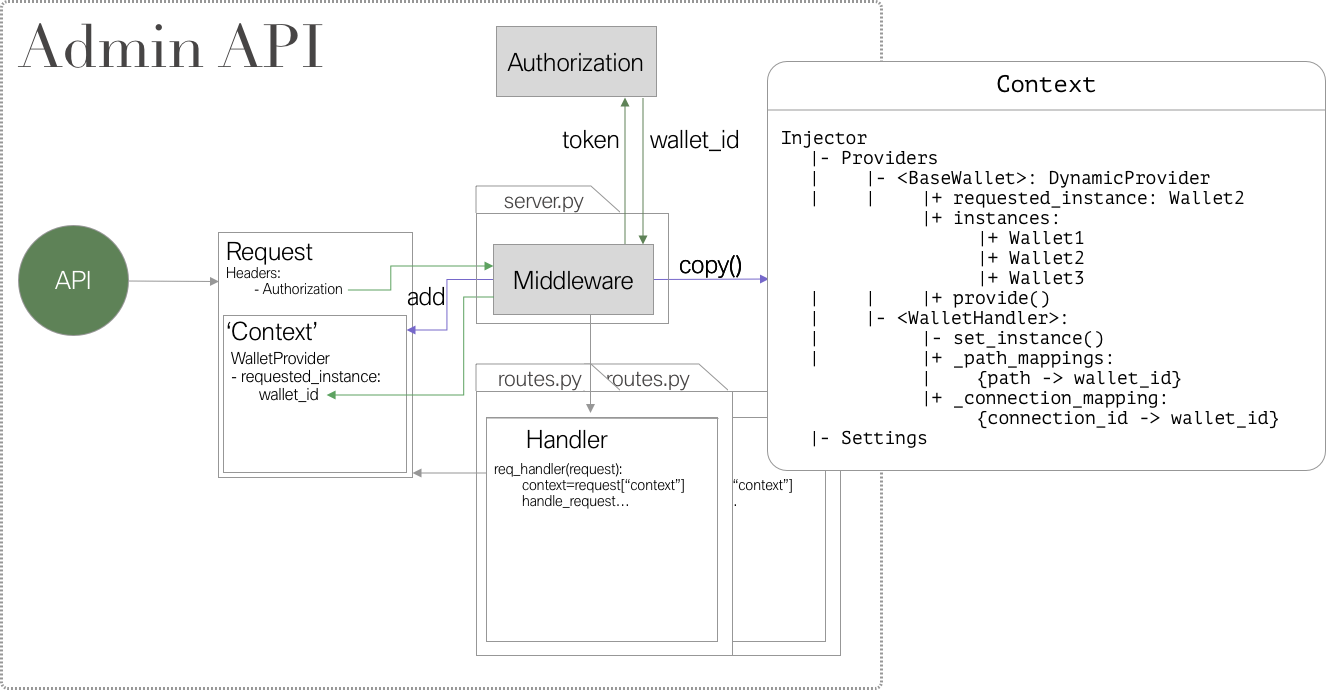 Admin API
Authorization
token
wallet_id
server.py
Middleware
API
Request
Headers:
- Authorization
add
copy()
‘Context’
WalletProvider
- requested_instance:
wallet_id
routes.py
routes.py
Handler
req_handler(request):
context=request[“context”]
handle_request…
“context”]
.
Context
Injector
|- Providers
| |- <BaseWallet>: DynamicProvider
| | |+ requested_instance: Wallet2
|+ instances:
|+ Wallet1
|+ Wallet2
|+ Wallet3
| | |+ provide()
| |- <WalletHandler>:
| |- set_instance()
| |+ _path_mappings:
| {path -> wallet_id}
|+ _connection_mapping:
{connection_id -> wallet_id}
|- Settings